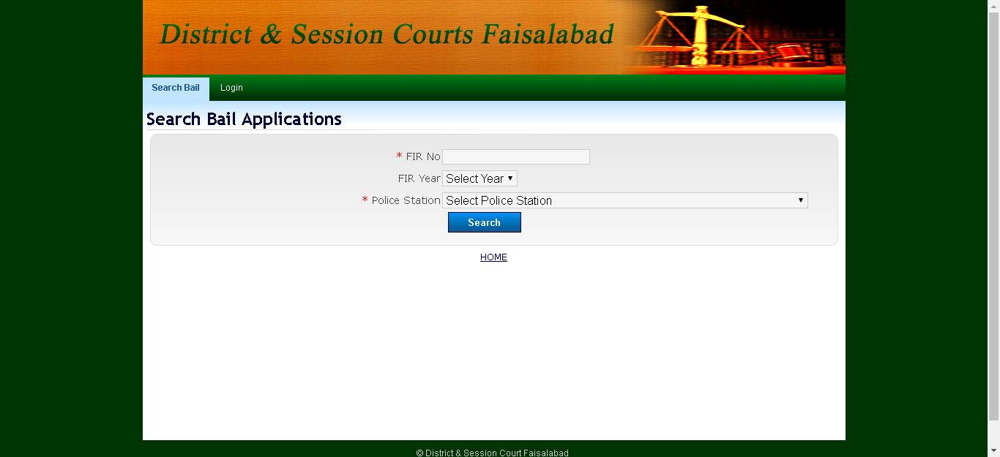 District & Session Courts Faisalabad
Search Bail Login
Search Bail Applications
* FIR No
FIR Year Select Year
* Police Station Select Police Station
Search
HOME
© District & Session Court Faisalabad